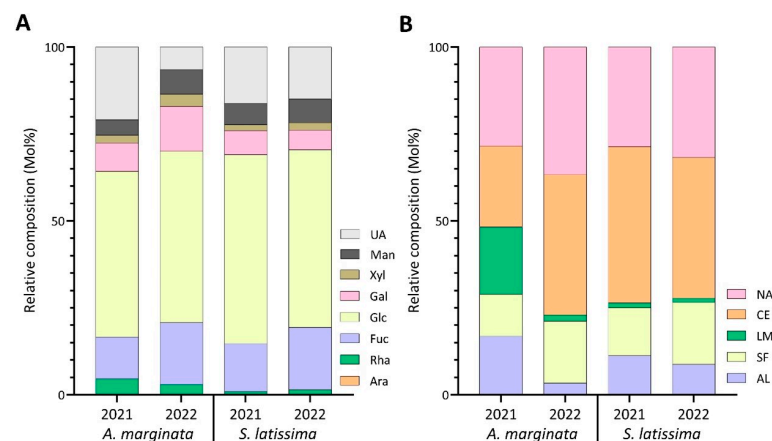 A
B
Relative composition (Mol%)
100
50
0
UA
Man
Xyl
Gal
Glc
Fuc
Rha
Ara
2021 2022 2021 2022
A. marginata S. latissima
Relative composition (Mol%)
100
50
0
NA
CE
LM
SF
AL
2021 2022 2021 2022
A. marginata S. latissima